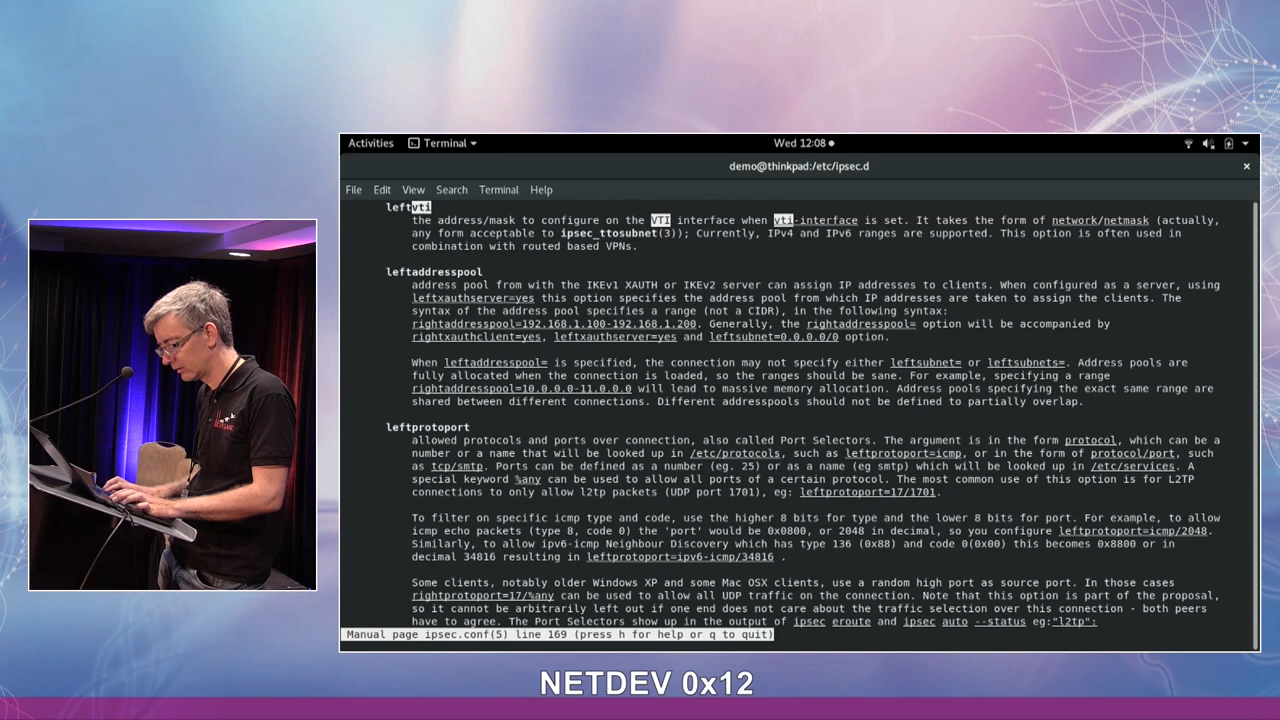 Activities Terminal Wed 12:08
demo@thinkpad:/etc/ipsec.d
File Edit View Search Terminal Help
leftvti
the address/mask to configure on the VTI interface when vti-interface is set. It takes the form of network/netmask (actually,
any form acceptable to ipsec_ttosubnet(3)); Currently, IPv4 and IPv6 ranges are supported. This option is often used in
combination with routed based VPNs.
leftaddresspool
address pool from with the IKEv1 XAUTH or IKEv2 server can assign IP addresses to clients. When configured as a server, using
leftxauthserver=yes this option specifies the address pool from which IP addresses are taken to assign the clients. The
syntax of the address pool specifies a range (not a CIDR), in the following syntax:
rightaddresspool=192.168.1.100-192.168.1.200. Generally, the rightaddresspool= option will be accompanied by
rightxauthclient=yes, leftxauthserver=yes and leftsubnet=0.0.0.0/0 option.
When leftaddresspool= is specified, the connection may not specify either leftsubnet= or leftsubnets=. Address pools are
fully allocated when the connection is loaded, so the ranges should be sane. For example, specifying a range
rightaddresspool=10.0.0.0-11.0.0.0 will lead to massive memory allocation. Address pools specifying the exact same range are
shared between different connections. Different addresspools should not be defined to partially overlap.
leftprotoport
allowed protocols and ports over connection, also called Port Selectors. The argument is in the form protocol, which can be a
number or a name that will be looked up in /etc/protocols, such as leftprotoport=icmp, or in the form of protocol/port, such
as tcp/smtp. Ports can be defined as a number (eg. 25) or as a name (eg smtp) which will be looked up in /etc/services. A
special keyword %any can be used to allow all ports of a certain protocol. The most common use of this option is for L2TP
connections to only allow l2tp packets (UDP port 1701), eg: leftprotoport=17/1701.
To filter on specific icmp type and code, use the higher 8 bits for type and the lower 8 bits for port. For example, to allow
icmp echo packets (type 8, code 0) the 'port' would be 0x0800, or 2048 in decimal, so you configure leftprotoport=icmp/2048.
Similarly, to allow ipv6-icmp Neighbour Discovery which has type 136 (0x88) and code 0(0x00) this becomes 0x8800 or in
decimal 34816 resulting in leftprotoport=ipv6-icmp/34816 .
Some clients, notably older Windows XP and some Mac OSX clients, use a random high port as source port. In those cases
rightprotoport=17/%any can be used to allow all UDP traffic on the connection. Note that this option is part of the proposal,
so it cannot be arbitrarily left out if one end does not care about the traffic selection over this connection - both peers
have to agree. The Port Selectors show up in the output of ipsec eroute and ipsec auto --status eg:"l2tp":
Manual page ipsec.conf(5) line 169 (press h for help or q to quit)
NETDEV 0x12